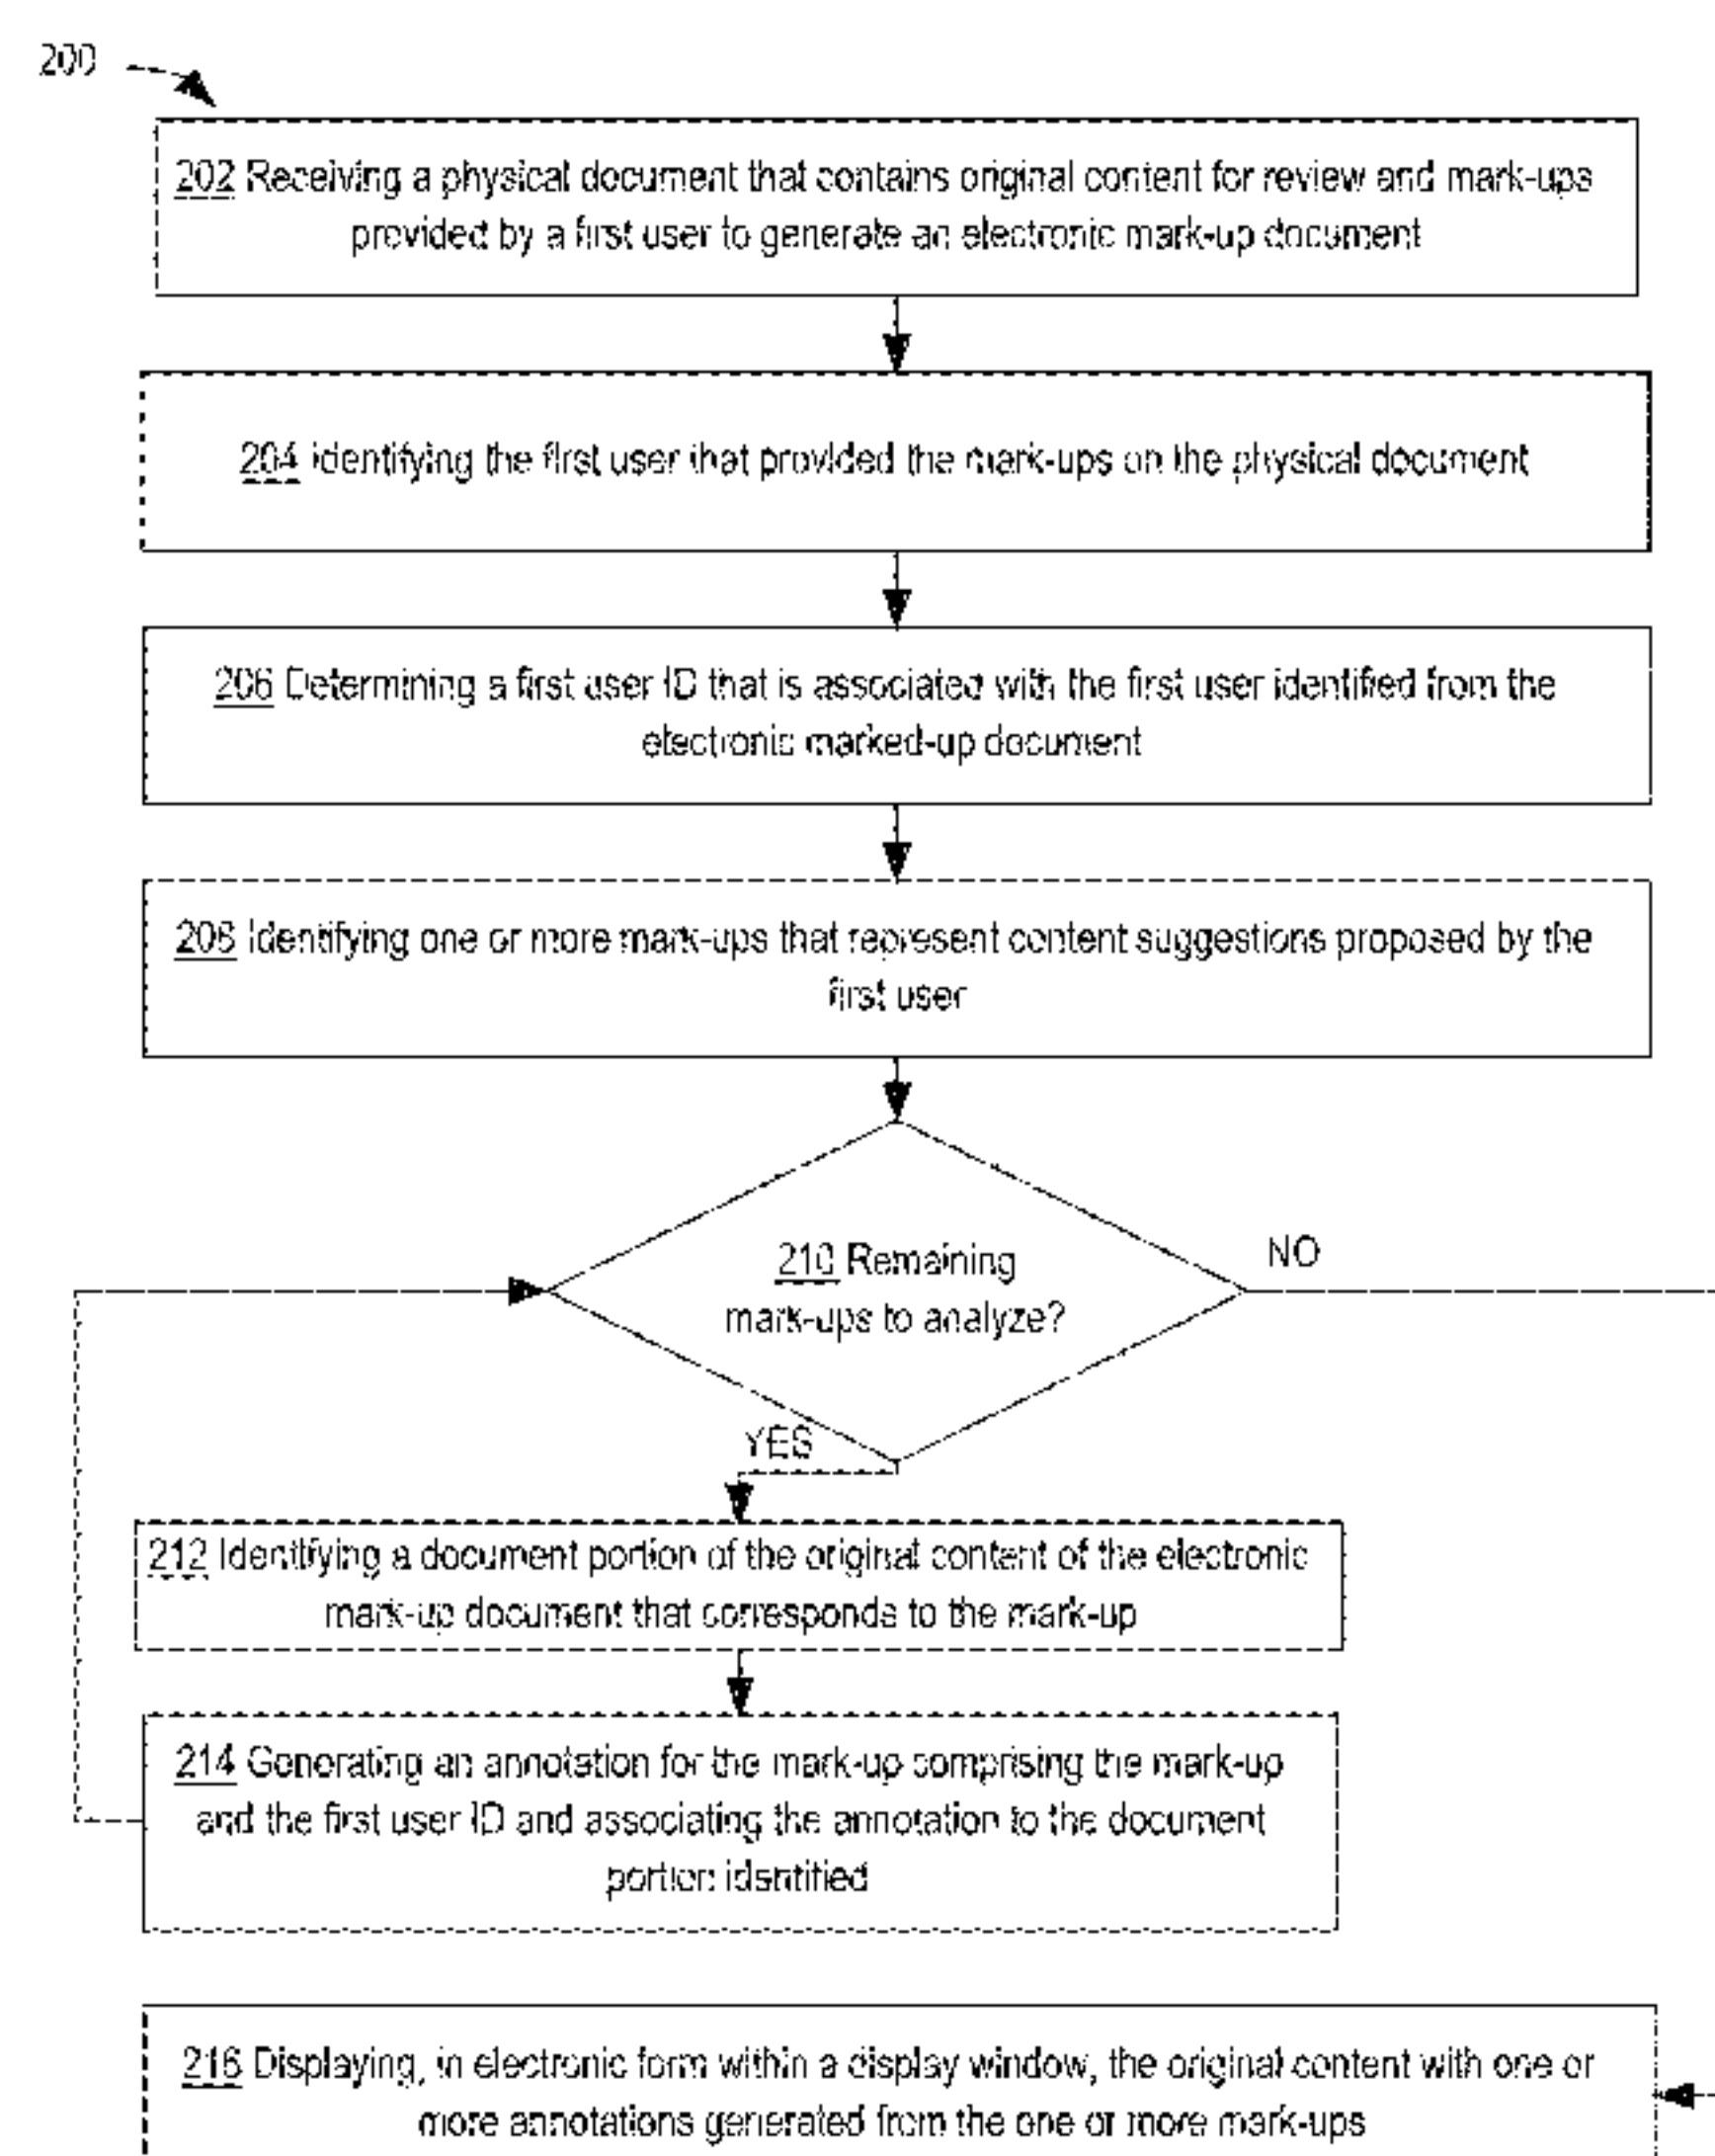 200
202 Receiving a physical document that contains original content for review and mark-ups
provided by a first user to generate an electronic mark-up document
204 Identifying the first user that provided the mark-ups on the physical document
206 Determining a first user ID that is associated with the first user identified from the
electronic marked-up document
208 Identifying one or more mark-ups that represent content suggestions proposed by the
first user
210 Remaining
mark-ups to analyze?
NO
YES
212 Identifying a document portion of the original content of the electronic
mark-up document that corresponds to the mark-up
214 Generating an annotation for the mark-up comprising the mark-up
and the first user ID and associating the annotation to the document
portion identified
216 Displaying, in electronic form within a display window, the original content with one or
more annotations generated from the one or more mark-ups